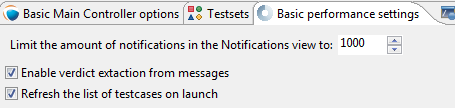 Basic Main Controller options Testsets Basic performance settings
Limit the amount of notifications in the Notifications view to: 1000
Enable verdict extaction from messages
Refresh the list of testcases on launch